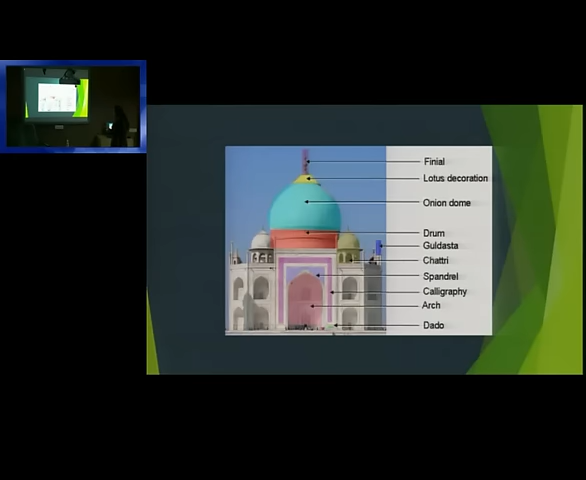 Finial
Lotus decoration
Onion dome
Drum
Guldasta
Chattri
Spandrel
Calligraphy
Arch
Dado